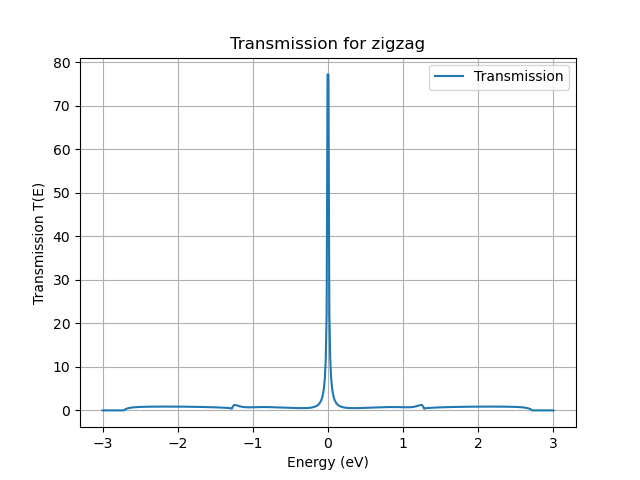 Transmission for zigzag
Transmission
Transmission T(E)
80
70
60
50
40
30
20
10
0
−3 −2 −1 0 1 2 3
Energy (eV)